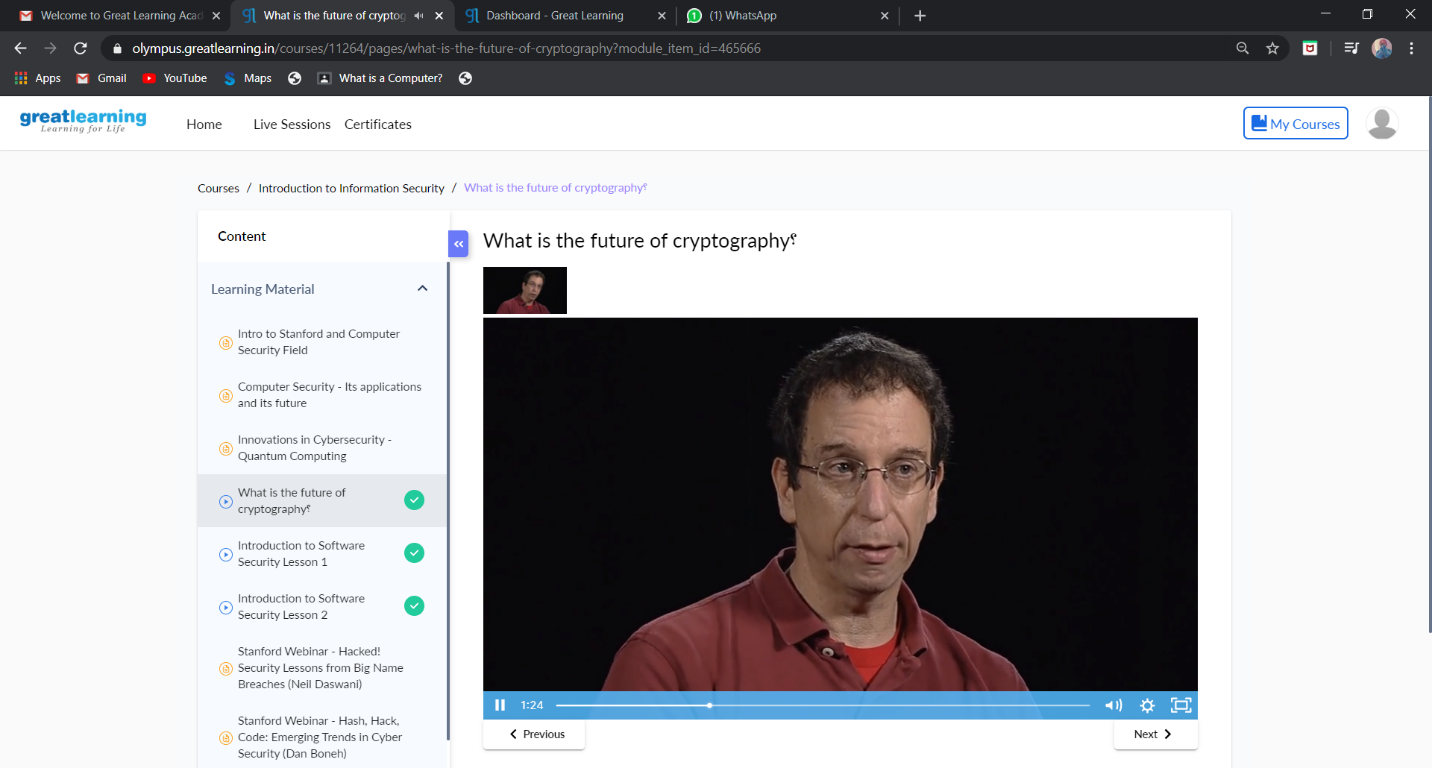 Welcome to Great Learning Acad
What is the future of cryptog
Dashboard - Great Learning
(1) WhatsApp
olympus.greatlearning.in/courses/11264/pages/what-is-the-future-of-cryptography?module_item_id=465666
Apps
Gmail
YouTube
Maps
What is a Computer?
greatlearning
Learning for Life
Home
Live Sessions
Certificates
My Courses
Courses / Introduction to Information Security / What is the future of cryptography?
Content
What is the future of cryptography?
Learning Material
Intro to Stanford and Computer
Security Field
Computer Security - Its applications
and its future
Innovations in Cybersecurity -
Quantum Computing
What is the future of
cryptography?
Introduction to Software
Security Lesson 1
Introduction to Software
Security Lesson 2
Stanford Webinar - Hacked!
Security Lessons from Big Name
Breaches (Neil Daswani)
Stanford Webinar - Hash, Hack,
Code: Emerging Trends in Cyber
Security (Dan Boneh)
1:24
Previous
Next